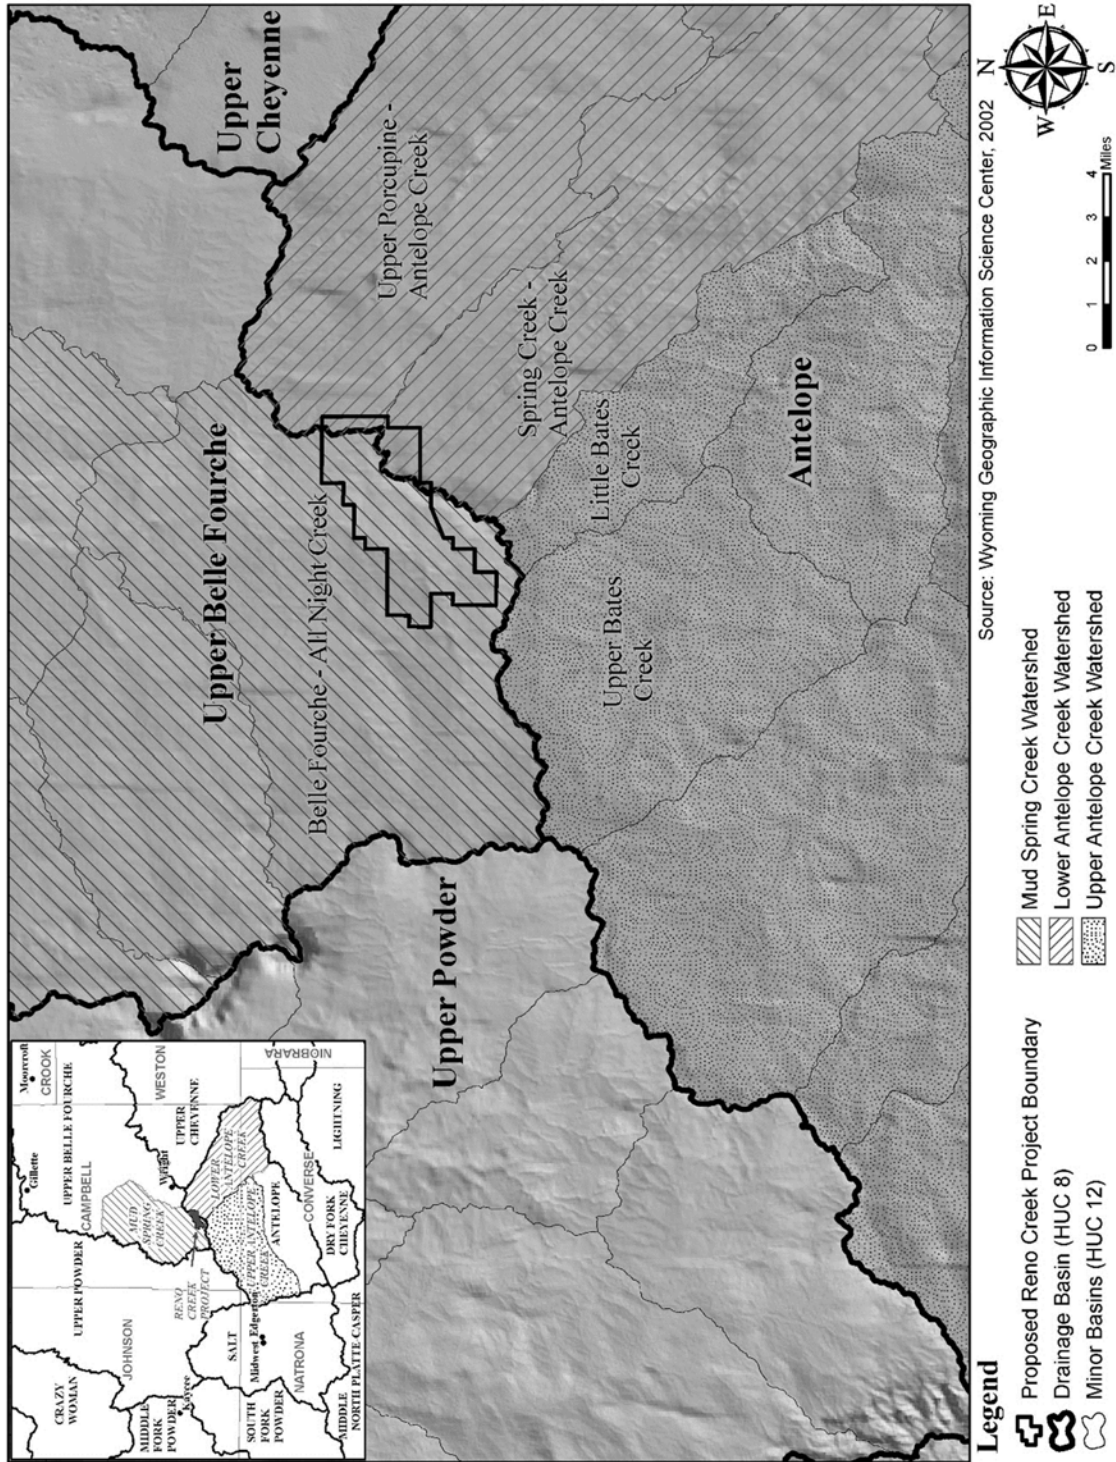 Moorcroft
CROOK
Gillette
CAMPBELL
UPPER BELLE FOURCHE
WESTON
UPPER POWDER
CRAZY
WOMAN
JOHNSON
MUD
SPRING
CREEK
Wright
UPPER
CHEYENNE
MIDDLE
FORK
POWDER
Kaycee
RENO
CREEK
PROJECT
LOWER
ANTELOPE
CREEK
NIOBRARA
SALT
UPPER ANTELOPE
CREEK
Midwest
Edgerton
ANTELOPE
SOUTH
FORK
POWDER
NATRONA
CONVERSE
LIGHTNING
DRY FORK
CHEYENNE
MIDDLE
NORTH PLATTE-CASPER
Upper
Cheyenne
Upper Belle Fourche
Belle Fourche - All Night Creek
Upper Porcupine -
Antelope Creek
Upper Powder
Spring Creek -
Antelope Creek
Little Bates
Creek
Upper Bates
Creek
Antelope
Source: Wyoming Geographic Information Science Center, 2002
Legend
Proposed Reno Creek Project Boundary
Drainage Basin (HUC 8)
Minor Basins (HUC 12)
Mud Spring Creek Watershed
Lower Antelope Creek Watershed
Upper Antelope Creek Watershed
0 1 2 3 4
Miles
N
W E
S